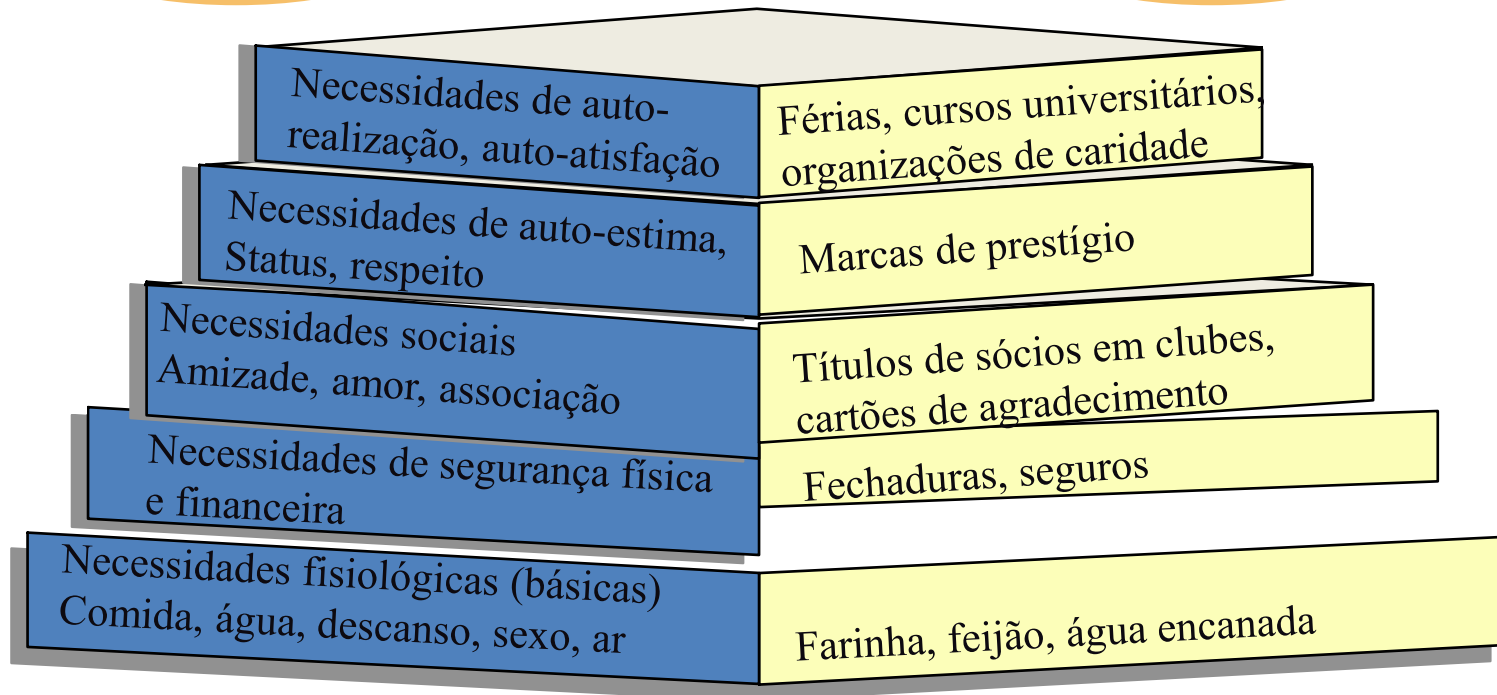 Necessidades de auto-
realização, auto-atisfação
Férias, cursos universitários,
organizações de caridade
Necessidades de auto-estima,
Status, respeito
Marcas de prestígio
Necessidades sociais
Amizade, amor, associação
Títulos de sócios em clubes,
cartões de agradecimento
Necessidades de segurança física
e financeira
Fechaduras, seguros
Necessidades fisiológicas (básicas)
Comida, água, descanso, sexo, ar
Farinha, feijão, água encanada